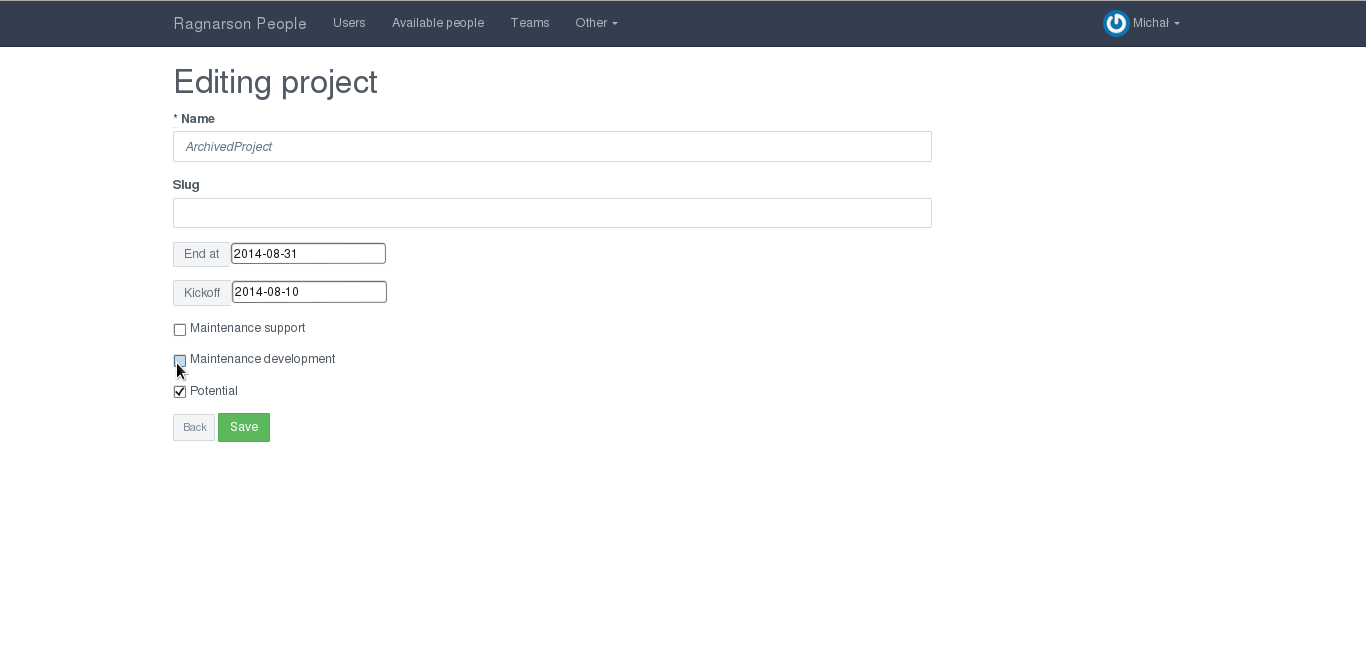 Ragnarson People Users Available people Teams Other Michał
Editing project
* Name
ArchivedProject
Slug
End at 2014-08-31
Kickoff 2014-08-10
Maintenance support
Maintenance development
Potential
Back Save